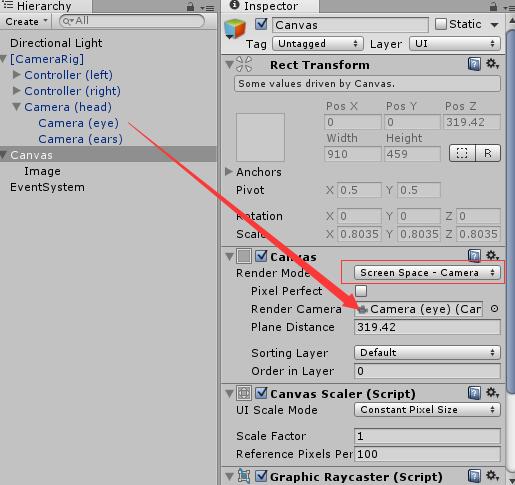 Hierarchy
Create
All
Directional Light
[CameraRig]
Controller (left)
Controller (right)
Camera (head)
Camera (eye)
Camera (ears)
Canvas
Image
EventSystem
Inspector
Canvas Static
Tag Untagged Layer UI
Rect Transform
Some values driven by Canvas.
Pos X Pos Y Pos Z
0 0 319.42
Width Height
910 459 R
Anchors
Pivot X 0.5 Y 0.5
Rotation X 0 Y 0 Z 0
Scale X 0.8035 Y 0.8035 Z 0.8035
Canvas
Render Mode Screen Space - Camera
Pixel Perfect
Render Camera Camera (eye) (Car
Plane Distance 319.42
Sorting Layer Default
Order in Layer 0
Canvas Scaler (Script)
UI Scale Mode Constant Pixel Size
Scale Factor 1
Reference Pixels Per 100
Graphic Raycaster (Script)